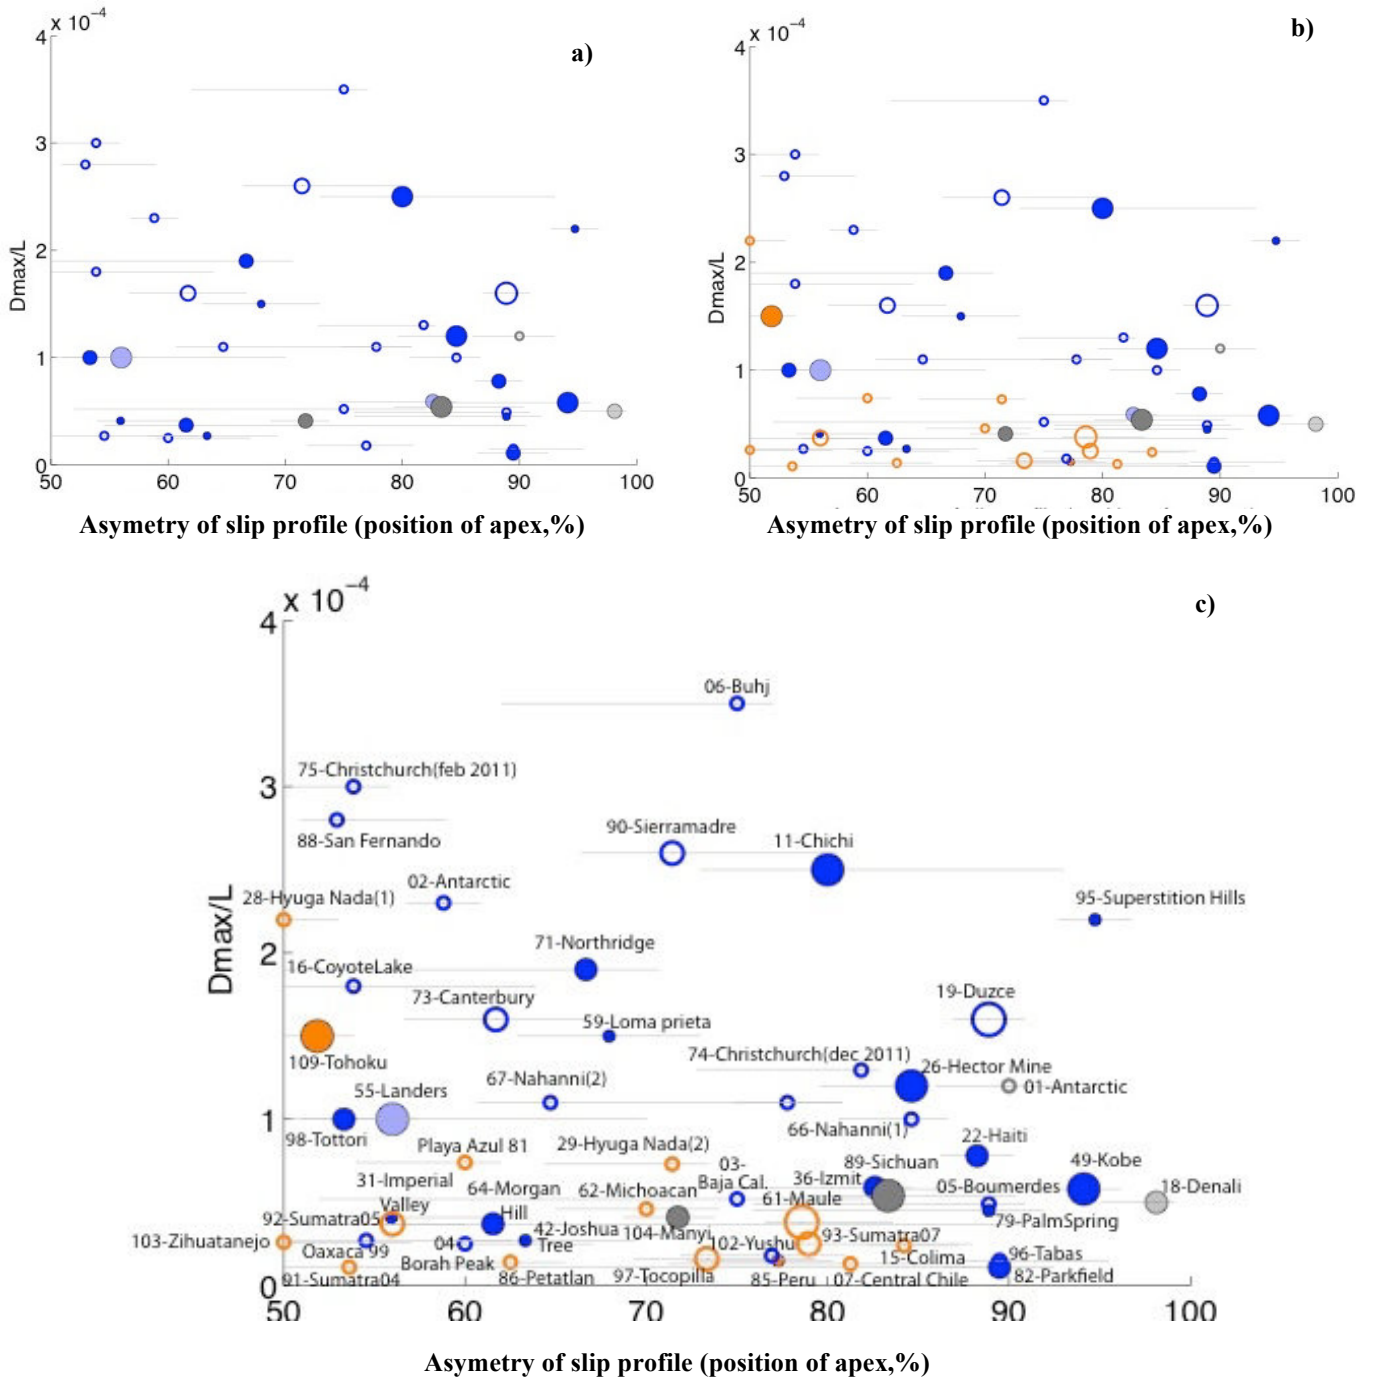 x 10⁻⁴
a)
4
3
2
1
0
Dmax/L
50 60 70 80 90 100
Asymetry of slip profile (position of apex,%)
x 10⁻⁴
b)
4
3
2
1
0
Dmax/L
50 60 70 80 90 100
Asymetry of slip profile (position of apex,%)
x 10⁻⁴
c)
4
06-Buhj
3
75-Christchurch(feb 2011)
88-San Fernando
90-Sierramadre
11-Chichi
02-Antarctic
28-Hyuga Nada(1)
95-Superstition Hills
Dmax/L
2
71-Northridge
16-CoyoteLake
73-Canterbury
19-Duzce
59-Loma prieta
109-Tohoku
74-Christchurch(dec 2011)
26-Hector Mine
01-Antarctic
55-Landers
67-Nahanni(2)
1
98-Tottori
66-Nahanni(1)
Playa Azul 81
29-Hyuga Nada(2)
22-Haiti
03-
Baja Cal.
89-Sichuan
49-Kobe
31-Imperial
Valley
64-Morgan
Hill
62-Michoacan
36-Izmit
05-Boumerdes
18-Denali
61-Maule
79-PalmSpring
92-Sumatra05
42-Joshua
Tree
104-Manyi
93-Sumatra07
103-Zihuatanejo
Oaxaca 99
04-
Borah Peak
102-Yushu
15-Colima
96-Tabas
91-Sumatra04
86-Petatlan
97-Tocopilla
85-Peru
07-Central Chile
82-Parkfield
0
50 60 70 80 90 100
Asymetry of slip profile (position of apex,%)